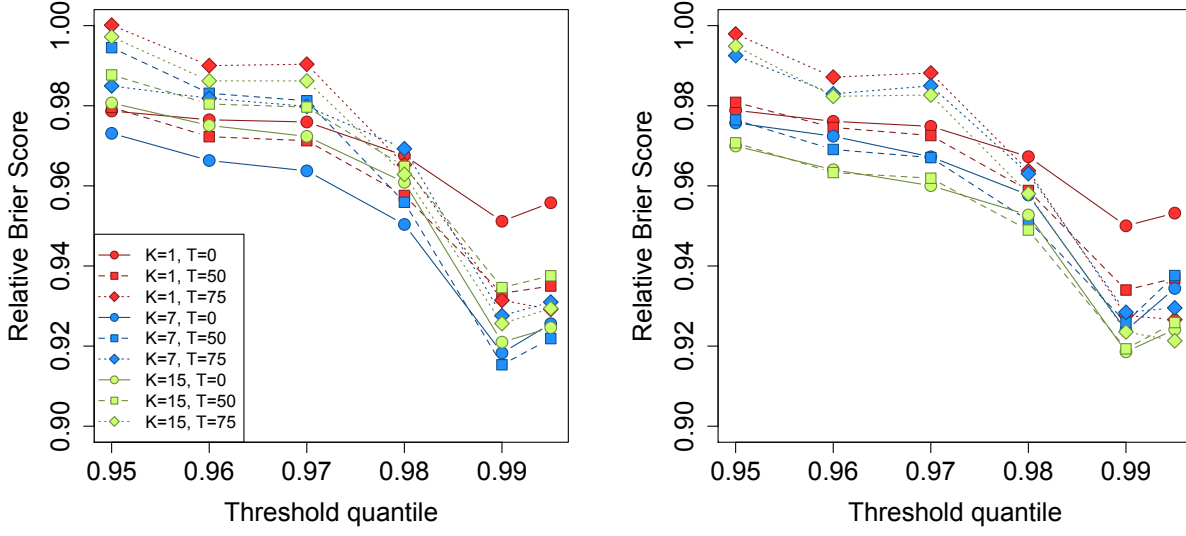 Relative Brier Score
1.00
0.98
0.96
0.94
0.92
0.90
K=1, T=0
K=1, T=50
K=1, T=75
K=7, T=0
K=7, T=50
K=7, T=75
K=15, T=0
K=15, T=50
K=15, T=75
0.95 0.96 0.97 0.98 0.99
Threshold quantile
Relative Brier Score
1.00
0.98
0.96
0.94
0.92
0.90
0.95 0.96 0.97 0.98 0.99
Threshold quantile